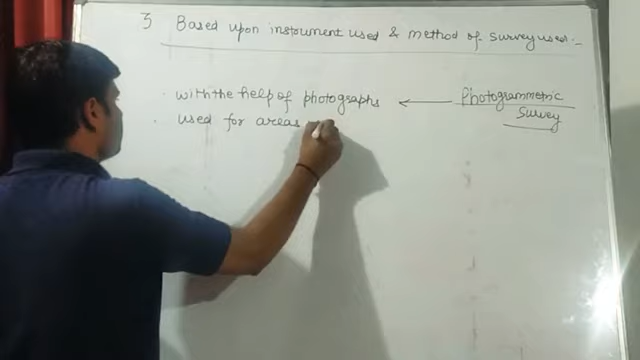 3 Based upon instrument used & method of survey used :-
· with the help of photographs ← Photogrammetric
Survey
· used for areas